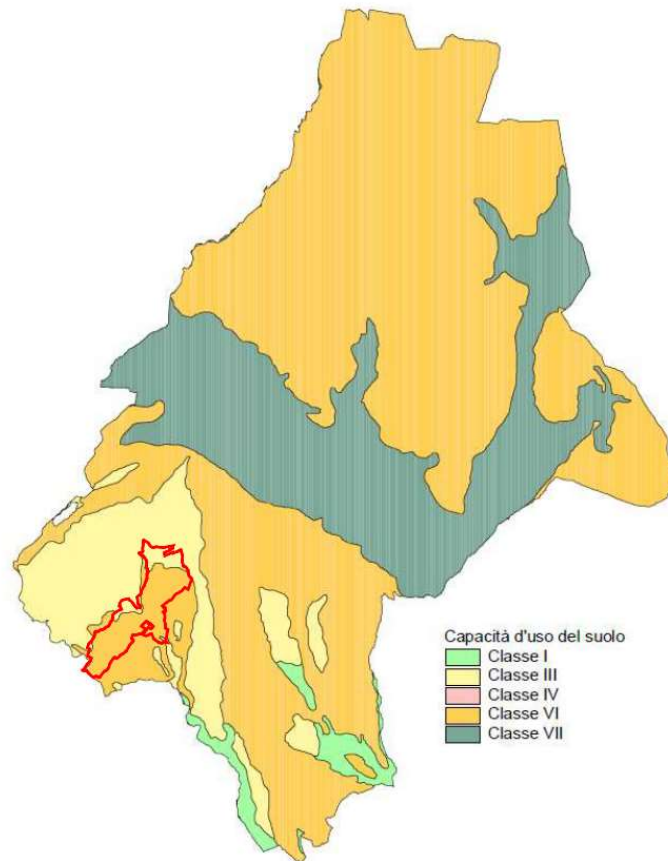 Capacità d'uso del suolo
Classe I
Classe III
Classe IV
Classe VI
Classe VII